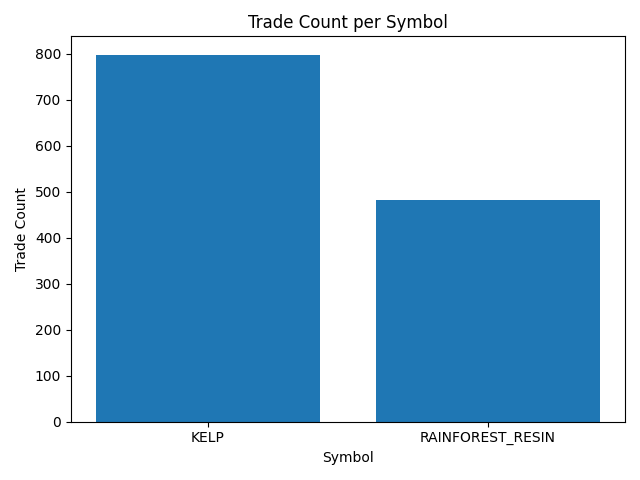 Trade Count per Symbol
800
700
600
500
400
300
200
100
0
Trade Count
KELP
RAINFOREST_RESIN
Symbol